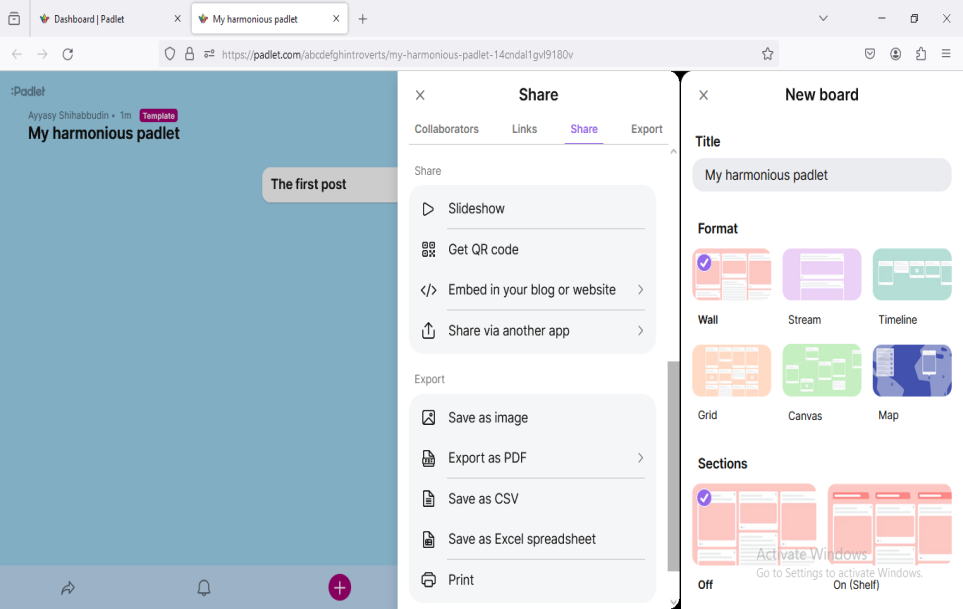 Dashboard | Padlet
My harmonious padlet
https://padlet.com/abcdefghintroverts/my-harmonious-padlet-14cndal1gvl9180v
:Padlet
Ayyasy Shihabbudin • 1m Template
My harmonious padlet
The first post
Share
Collaborators Links Share Export
Share
Slideshow
Get QR code
Embed in your blog or website
Share via another app
Export
Save as image
Export as PDF
Save as CSV
Save as Excel spreadsheet
Print
New board
Title
My harmonious padlet
Format
Wall Stream Timeline
Grid Canvas Map
Sections
Activate Windows
Go to Settings to activate Windows.
Off On (Shelf)